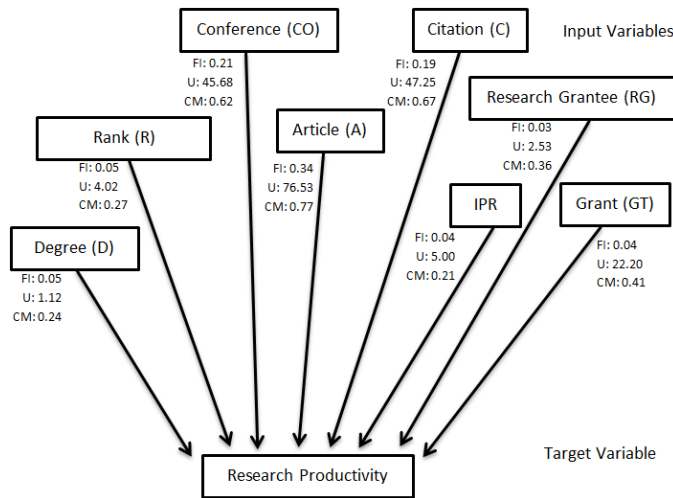 Conference (CO)
Citation (C)
Input Variables
FI: 0.21
U: 45.68
CM: 0.62
FI: 0.19
U: 47.25
CM: 0.67
Research Grantee (RG)
FI: 0.03
U: 2.53
CM: 0.36
Rank (R)
FI: 0.05
U: 4.02
CM: 0.27
Article (A)
FI: 0.34
U: 76.53
CM: 0.77
IPR
FI: 0.04
U: 5.00
CM: 0.21
Grant (GT)
FI: 0.04
U: 22.20
CM: 0.41
Degree (D)
FI: 0.05
U: 1.12
CM: 0.24
Target Variable
Research Productivity